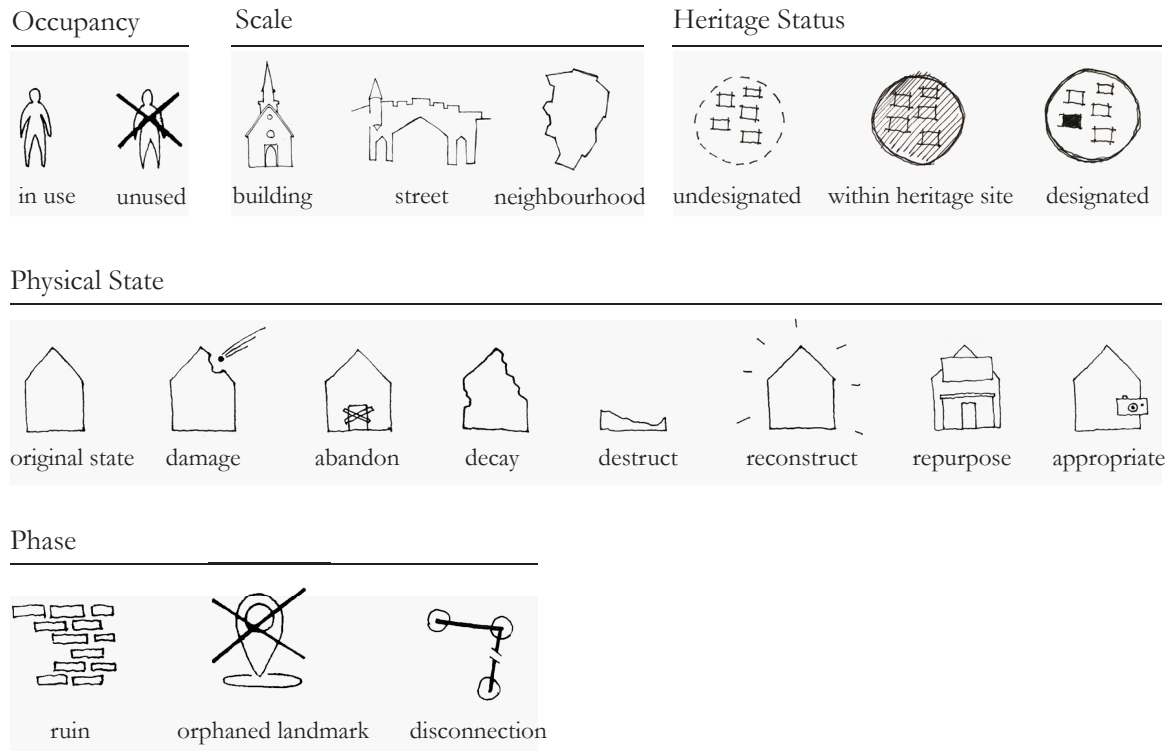 Occupancy
Scale
Heritage Status
in use
unused
building
street
neighbourhood
undesignated
within heritage site
designated
Physical State
original state
damage
abandon
decay
destruct
reconstruct
repurpose
appropriate
Phase
ruin
orphaned landmark
disconnection